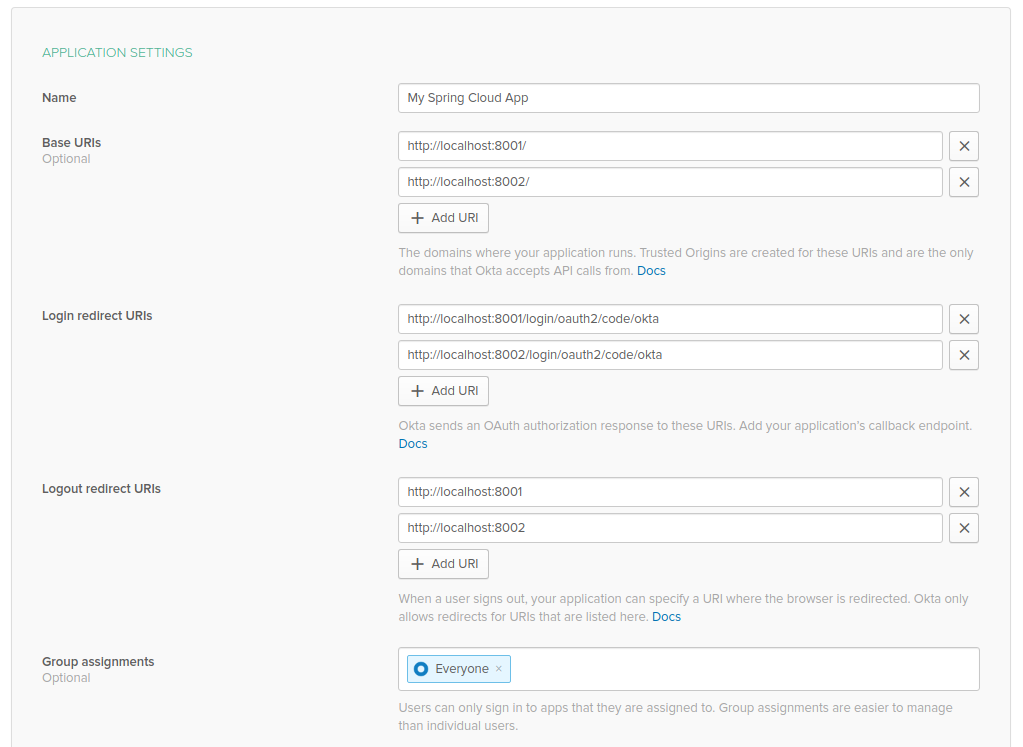 APPLICATION SETTINGS
Name
My Spring Cloud App
Base URIs
Optional
http://localhost:8001/
http://localhost:8002/
+ Add URI
The domains where your application runs. Trusted Origins are created for these URIs and are the only
domains that Okta accepts API calls from. Docs
Login redirect URIs
http://localhost:8001/login/oauth2/code/okta
http://localhost:8002/login/oauth2/code/okta
+ Add URI
Okta sends an OAuth authorization response to these URIs. Add your application's callback endpoint.
Docs
Logout redirect URIs
http://localhost:8001
http://localhost:8002
+ Add URI
When a user signs out, your application can specify a URI where the browser is redirected. Okta only
allows redirects for URIs that are listed here. Docs
Group assignments
Optional
Everyone ×
Users can only sign in to apps that they are assigned to. Group assignments are easier to manage
than individual users.